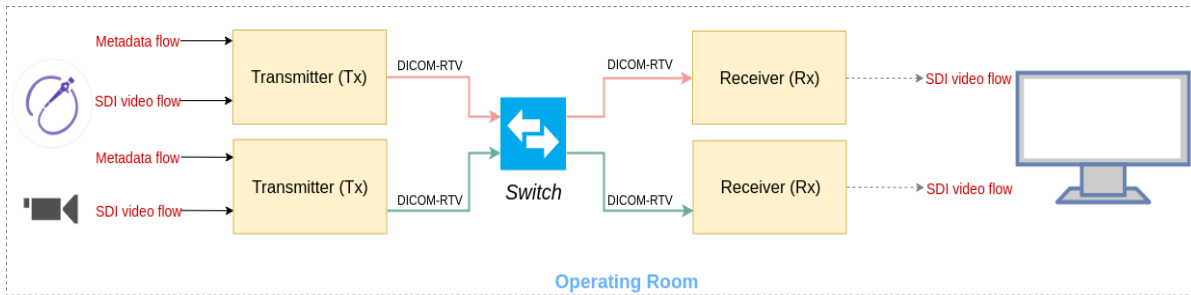 Metadata flow
SDI video flow
Transmitter (Tx)
DICOM-RTV
DICOM-RTV
Receiver (Rx)
SDI video flow
Metadata flow
SDI video flow
Transmitter (Tx)
DICOM-RTV
Switch
DICOM-RTV
Receiver (Rx)
SDI video flow
Operating Room